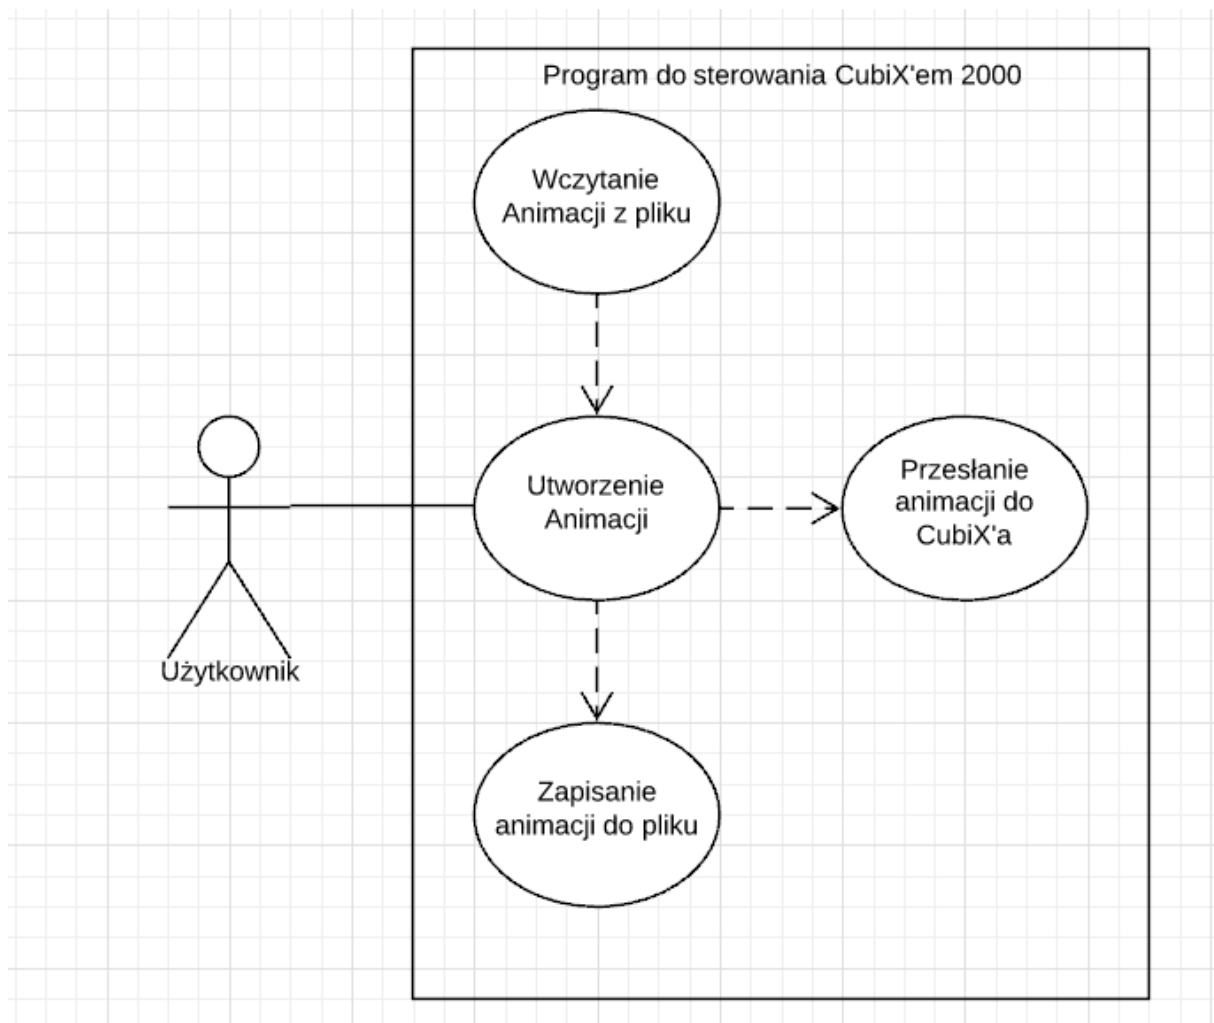 Program do sterowania CubiX'em 2000
Wczytanie
Animacji z pliku
Utworzenie
Animacji
Przesłanie
animacji do
CubiX'a
Użytkownik
Zapisanie
animacji do pliku